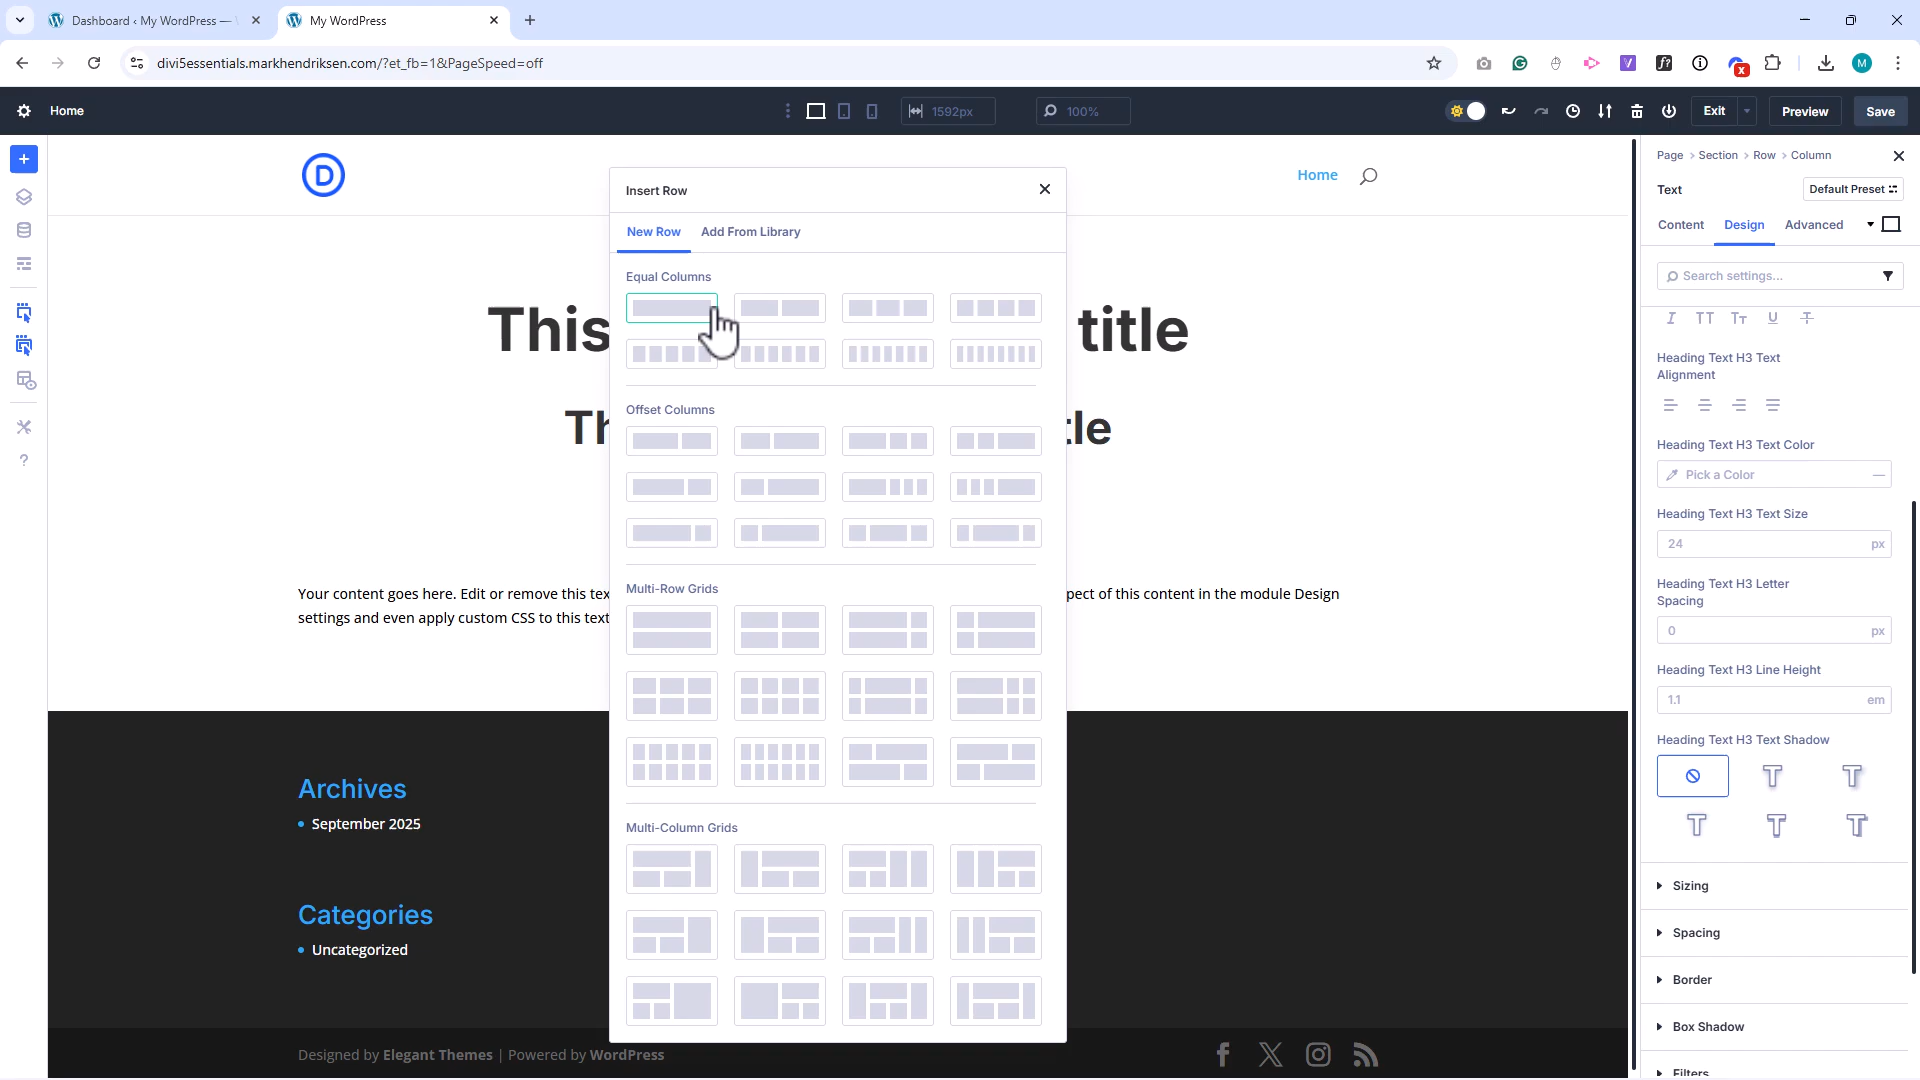 Dashboard ‹ My WordPress —
My WordPress
divi5essentials.markhendriksen.com/?et_fb=1&PageSpeed=off
Home
1592px
100%
Exit
Preview
Save
D
Home
This
title
Th
tle
Your content goes here. Edit or remove this tex
pect of this content in the module Design
settings and even apply custom CSS to this text
Archives
September 2025
Categories
Uncategorized
Designed by Elegant Themes | Powered by WordPress
Insert Row
New Row
Add From Library
Equal Columns
Offset Columns
Multi-Row Grids
Multi-Column Grids
Page > Section > Row > Column
Text
Default Preset
Content
Design
Advanced
Search settings...
Heading Text H3 Text
Alignment
Heading Text H3 Text Color
Pick a Color
Heading Text H3 Text Size
24 px
Heading Text H3 Letter
Spacing
0 px
Heading Text H3 Line Height
1.1 em
Heading Text H3 Text Shadow
Sizing
Spacing
Border
Box Shadow
Filters